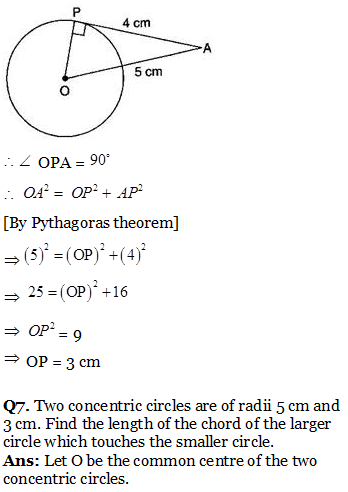 P
4 cm
A
5 cm
O
∴ ∠ OPA = 90°
∴ OA² = OP² + AP²
[By Pythagoras theorem]
⇒ (5)² = (OP)² + (4)²
⇒ 25 = (OP)² + 16
⇒ OP² = 9
⇒ OP = 3 cm
Q7. Two concentric circles are of radii 5 cm and
3 cm. Find the length of the chord of the larger
circle which touches the smaller circle.
Ans: Let O be the common centre of the two
concentric circles.